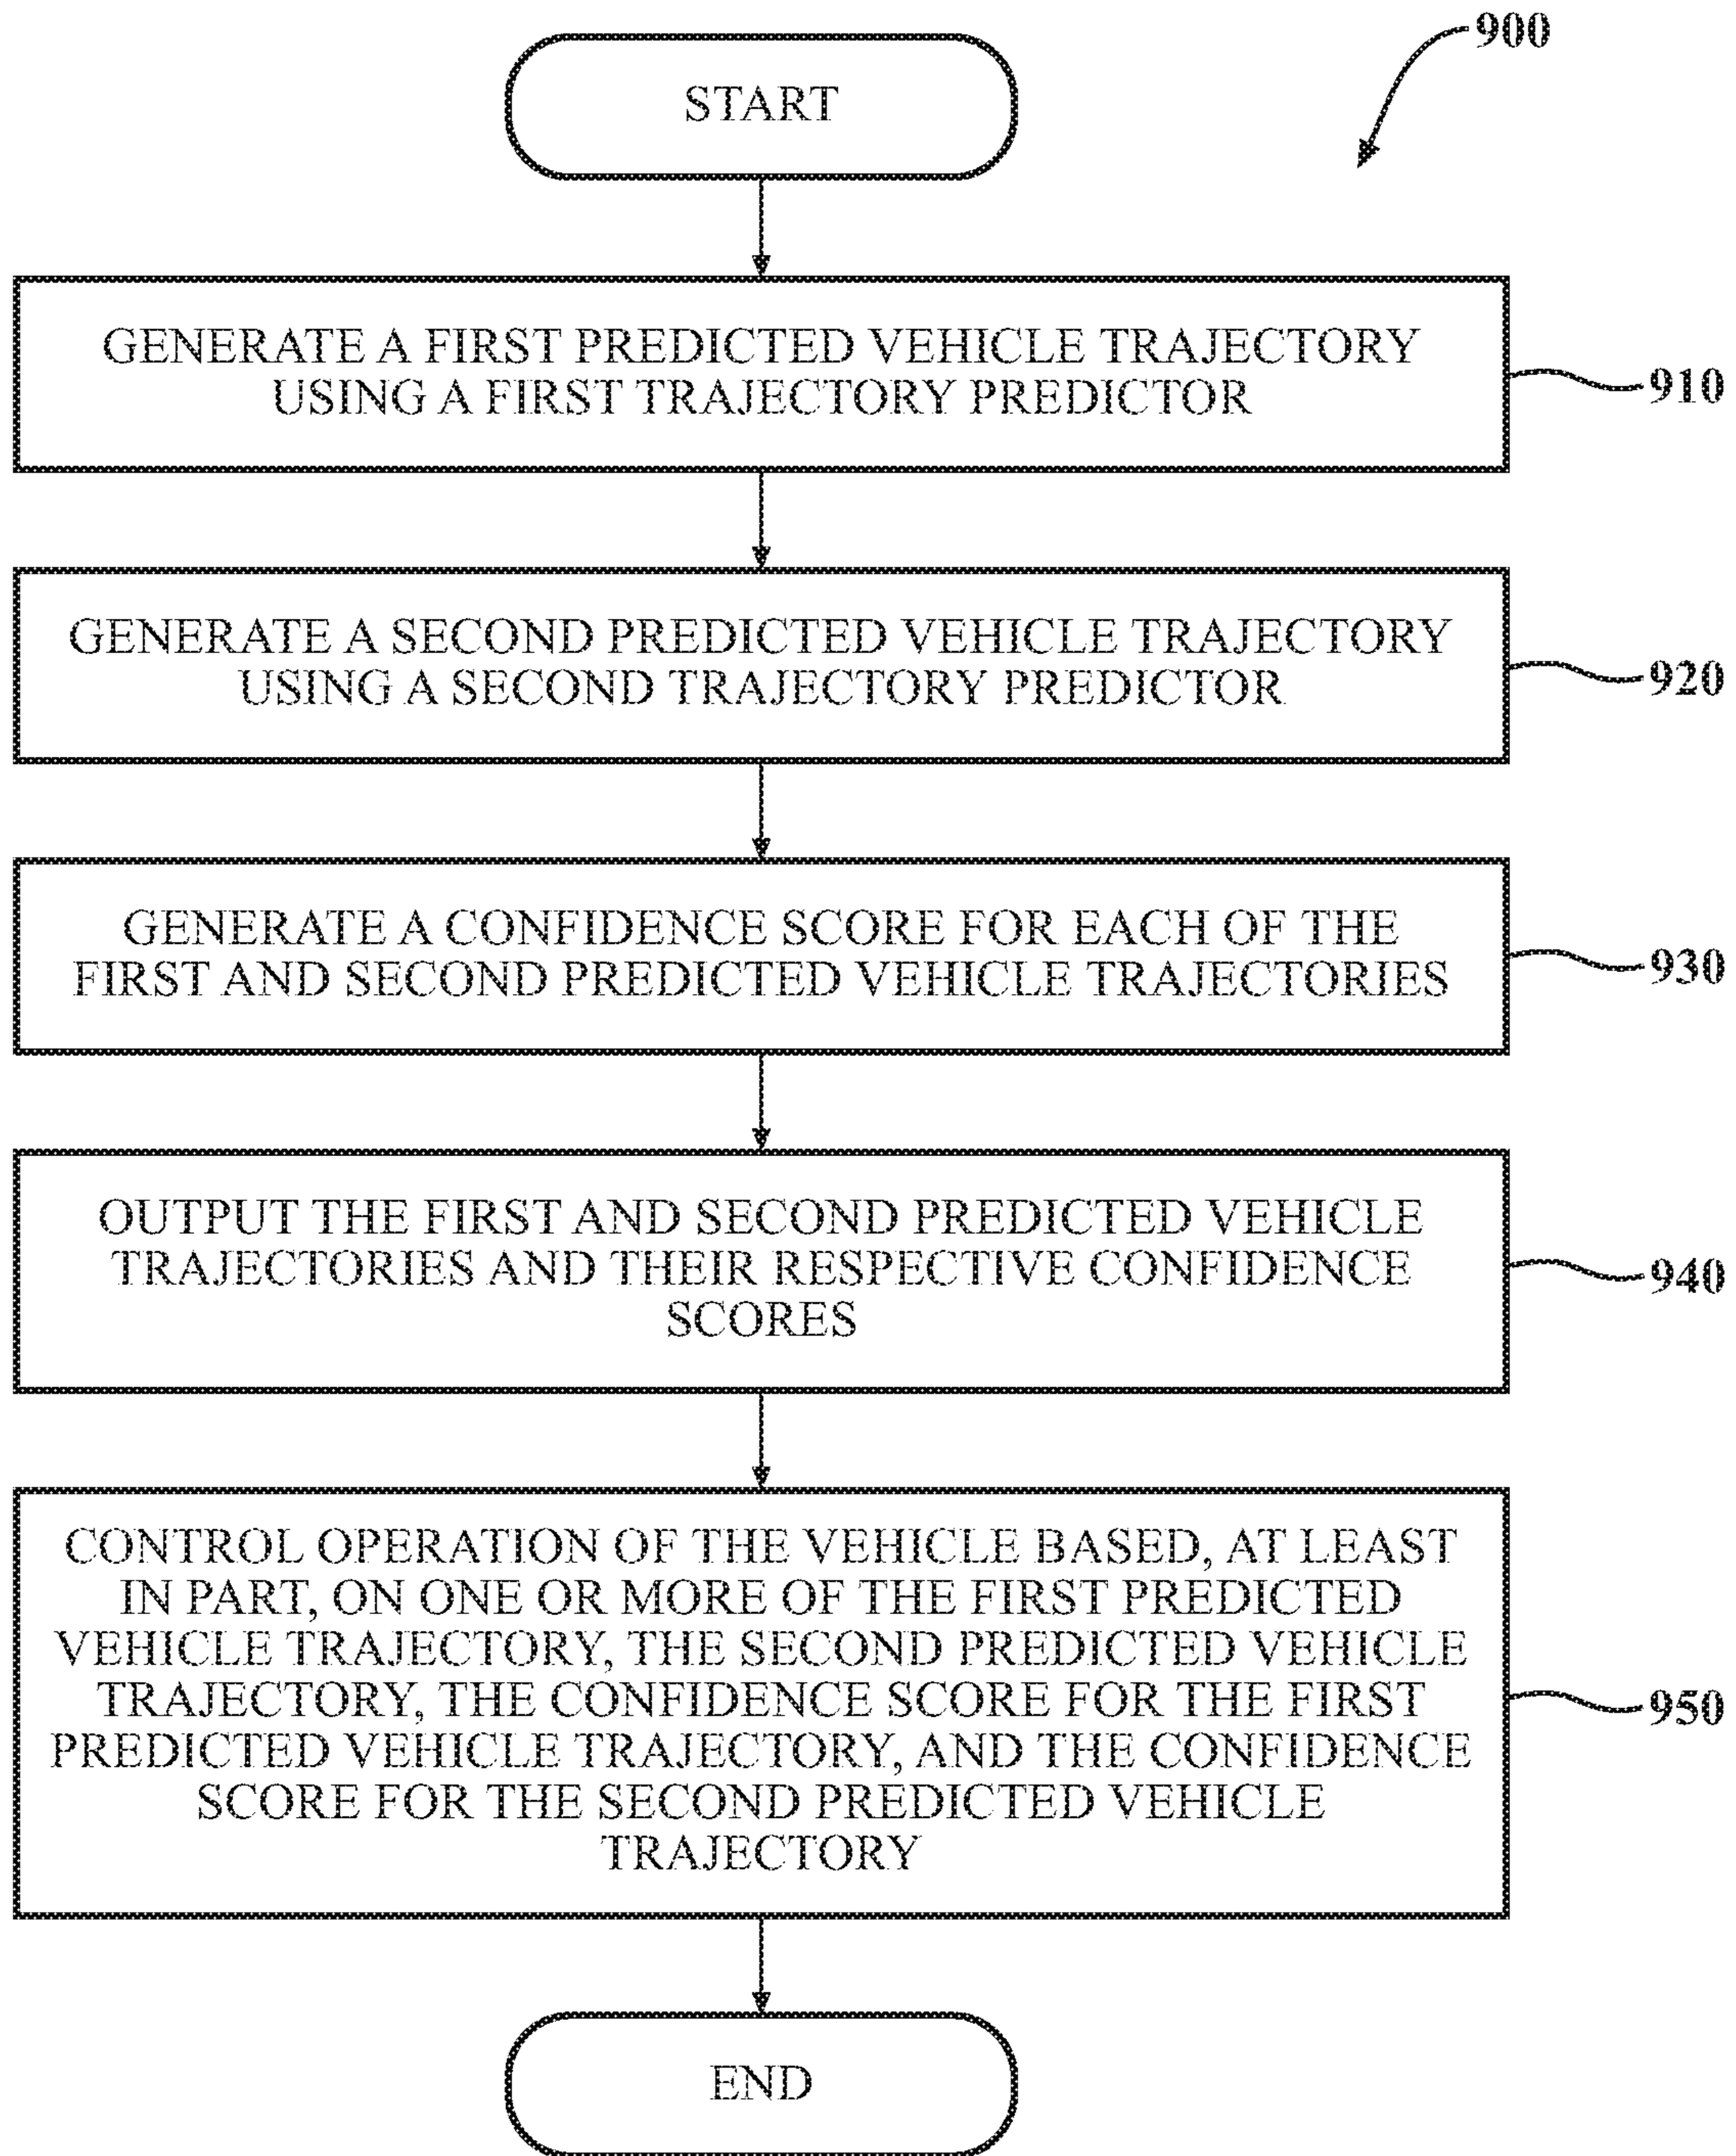 900
START
GENERATE A FIRST PREDICTED VEHICLE TRAJECTORY
USING A FIRST TRAJECTORY PREDICTOR
910
GENERATE A SECOND PREDICTED VEHICLE TRAJECTORY
USING A SECOND TRAJECTORY PREDICTOR
920
GENERATE A CONFIDENCE SCORE FOR EACH OF THE
FIRST AND SECOND PREDICTED VEHICLE TRAJECTORIES
930
OUTPUT THE FIRST AND SECOND PREDICTED VEHICLE
TRAJECTORIES AND THEIR RESPECTIVE CONFIDENCE
SCORES
940
CONTROL OPERATION OF THE VEHICLE BASED, AT LEAST
IN PART, ON ONE OR MORE OF THE FIRST PREDICTED
VEHICLE TRAJECTORY, THE SECOND PREDICTED VEHICLE
TRAJECTORY, THE CONFIDENCE SCORE FOR THE FIRST
PREDICTED VEHICLE TRAJECTORY, AND THE CONFIDENCE
SCORE FOR THE SECOND PREDICTED VEHICLE
TRAJECTORY
950
END